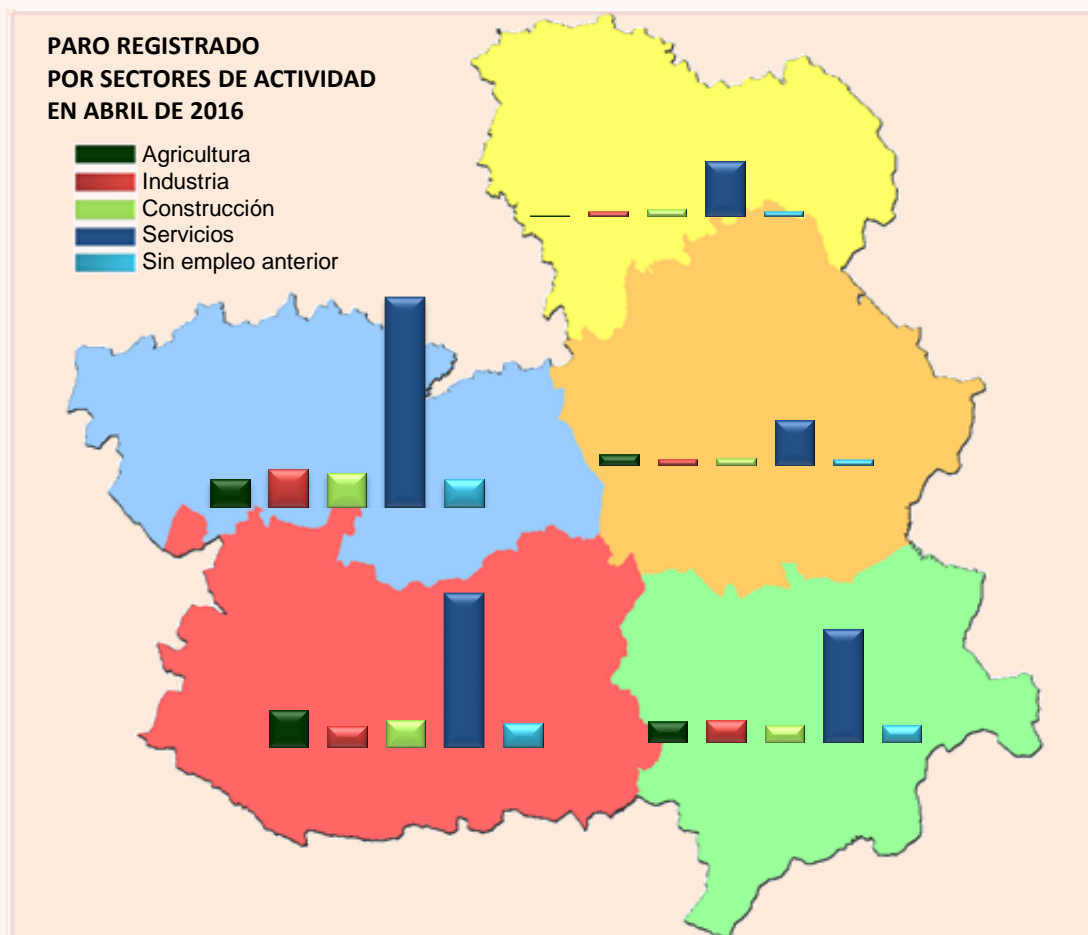 PARO REGISTRADO
POR SECTORES DE ACTIVIDAD
EN ABRIL DE 2016
Agricultura
Industria
Construcción
Servicios
Sin empleo anterior